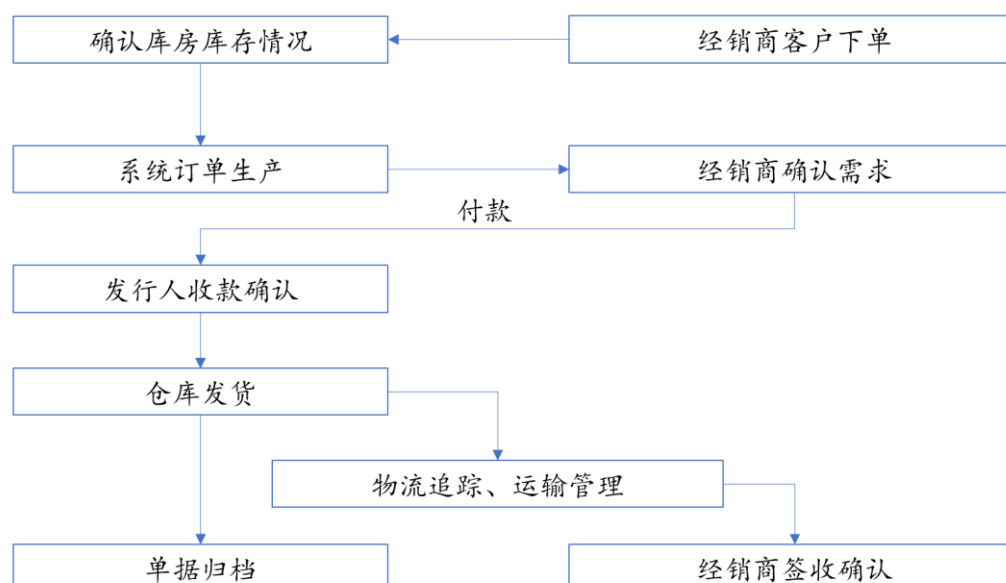 确认库房库存情况
经销商客户下单
系统订单生产
经销商确认需求
付款
发行人收款确认
仓库发货
物流追踪、运输管理
单据归档
经销商签收确认